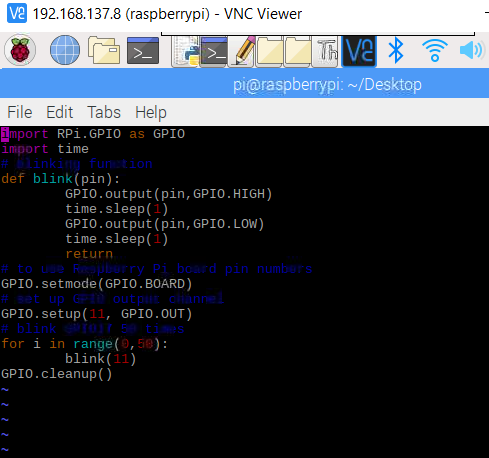 192.168.137.8 (raspberrypi) - VNC Viewer
Th
pi@raspberrypi: ~/Desktop
File Edit Tabs Help
import RPi.GPIO as GPIO
import time
# blinking function
def blink(pin):
        GPIO.output(pin,GPIO.HIGH)
        time.sleep(1)
        GPIO.output(pin,GPIO.LOW)
        time.sleep(1)
        return
# to use Raspberry Pi board pin numbers
GPIO.setmode(GPIO.BOARD)
# set up GPIO output channel
GPIO.setup(11, GPIO.OUT)
# blink GPIO17 50 times
for i in range(0,50):
        blink(11)
GPIO.cleanup()
~
~
~
~
~